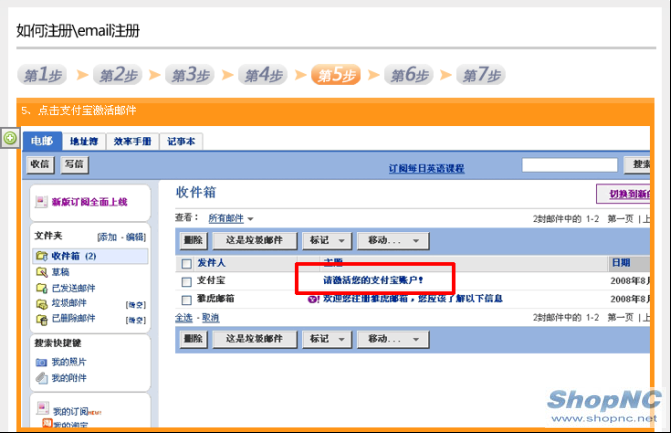 如何注册\email注册
第1步 第2步 第3步 第4步 第5步 第6步 第7步
5、点击支付宝激活邮件
电邮 地址簿 效率手册 记事本
收信 写信 订阅每日英语课程 搜索
新版订阅全面上线
收件箱 切换到新
查看： 所有邮件 2封邮件中的 1-2 第一页 | 上
文件夹 [添加 - 编辑]
删除 这是垃圾邮件 标记 移动...
收件箱 (2)
发件人 主题 日期
草稿
支付宝 请激活您的支付宝账户！ 2008年8
已发送邮件
雅虎邮箱 欢迎您注册雅虎邮箱，您应该了解以下信息 2008年8
垃圾邮件 [清空]
已删除邮件 [清空]
全选 - 取消 2封邮件中的 1-2 第一页 | 上
删除 这是垃圾邮件 标记 移动...
搜索快捷键
我的照片
我的附件
我的订阅
我的淘宝
ShopNC
www.shopnc.net